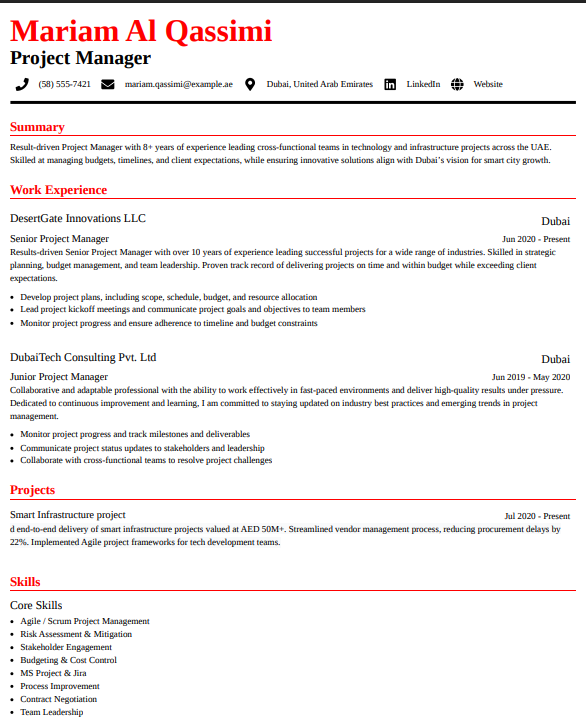 Mariam Al Qassimi
Project Manager
(58) 555-7421 mariam.qassimi@example.ae Dubai, United Arab Emirates LinkedIn Website
Summary
Result-driven Project Manager with 8+ years of experience leading cross-functional teams in technology and infrastructure projects across the UAE.
Skilled at managing budgets, timelines, and client expectations, while ensuring innovative solutions align with Dubai's vision for smart city growth.
Work Experience
DesertGate Innovations LLC Dubai
Senior Project Manager Jun 2020 - Present
Results-driven Senior Project Manager with over 10 years of experience leading successful projects for a wide range of industries. Skilled in strategic
planning, budget management, and team leadership. Proven track record of delivering projects on time and within budget while exceeding client
expectations.
• Develop project plans, including scope, schedule, budget, and resource allocation
• Lead project kickoff meetings and communicate project goals and objectives to team members
• Monitor project progress and ensure adherence to timeline and budget constraints
DubaiTech Consulting Pvt. Ltd Dubai
Junior Project Manager Jun 2019 - May 2020
Collaborative and adaptable professional with the ability to work effectively in fast-paced environments and deliver high-quality results under pressure.
Dedicated to continuous improvement and learning, I am committed to staying updated on industry best practices and emerging trends in project
management.
• Monitor project progress and track milestones and deliverables
• Communicate project status updates to stakeholders and leadership
• Collaborate with cross-functional teams to resolve project challenges
Projects
Smart Infrastructure project Jul 2020 - Present
d end-to-end delivery of smart infrastructure projects valued at AED 50M+. Streamlined vendor management process, reducing procurement delays by
22%. Implemented Agile project frameworks for tech development teams.
Skills
Core Skills
• Agile / Scrum Project Management
• Risk Assessment & Mitigation
• Stakeholder Engagement
• Budgeting & Cost Control
• MS Project & Jira
• Process Improvement
• Contract Negotiation
• Team Leadership